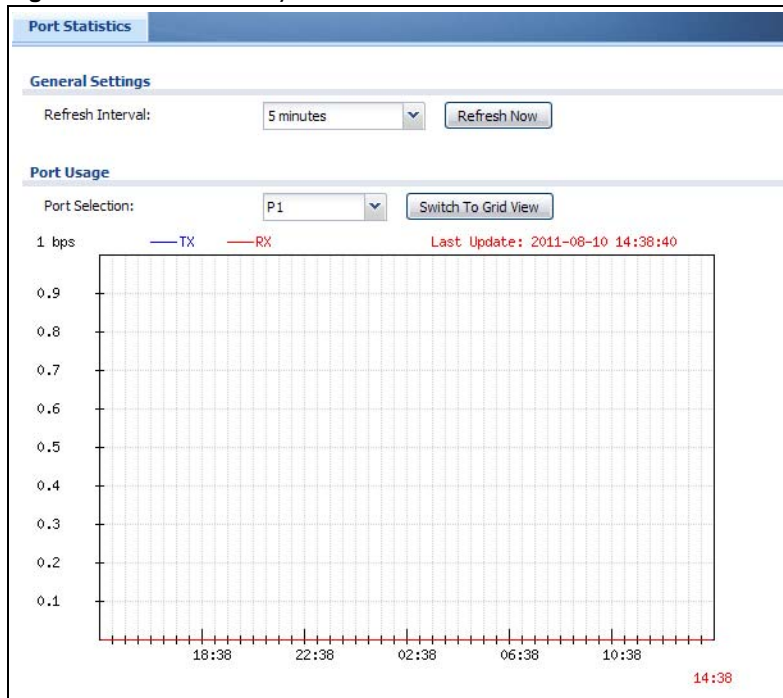 Port Statistics
General Settings
Refresh Interval: 5 minutes Refresh Now
Port Usage
Port Selection: P1 Switch To Grid View
1 bps TX RX Last Update: 2011-08-10 14:38:40
0.9
0.8
0.7
0.6
0.5
0.4
0.3
0.2
0.1
18:38 22:38 02:38 06:38 10:38
14:38